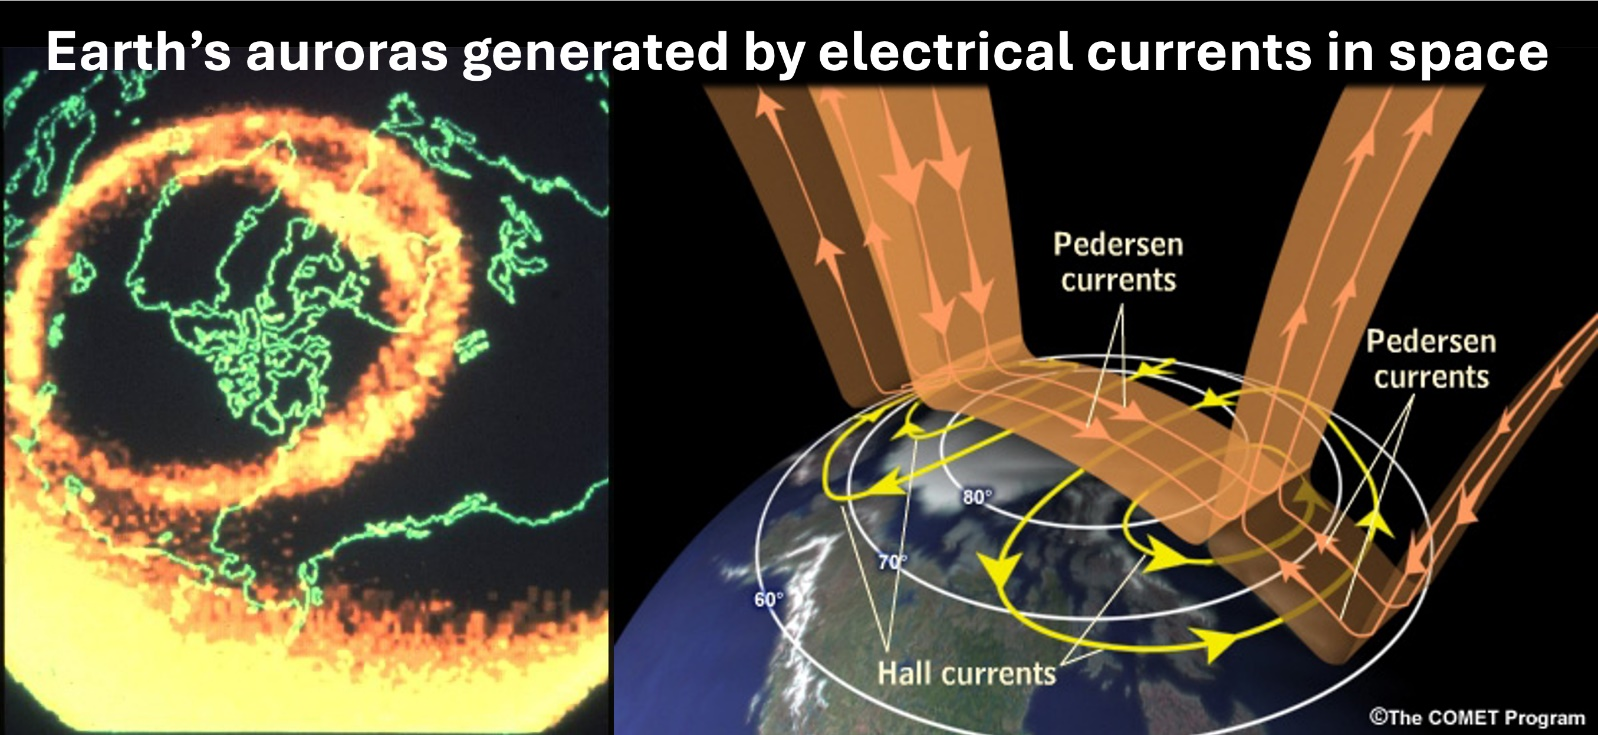 Earth’s auroras generated by electrical currents in space
Pedersen
currents
Pedersen
currents
80°
70°
60°
Hall currents
©The COMET Program